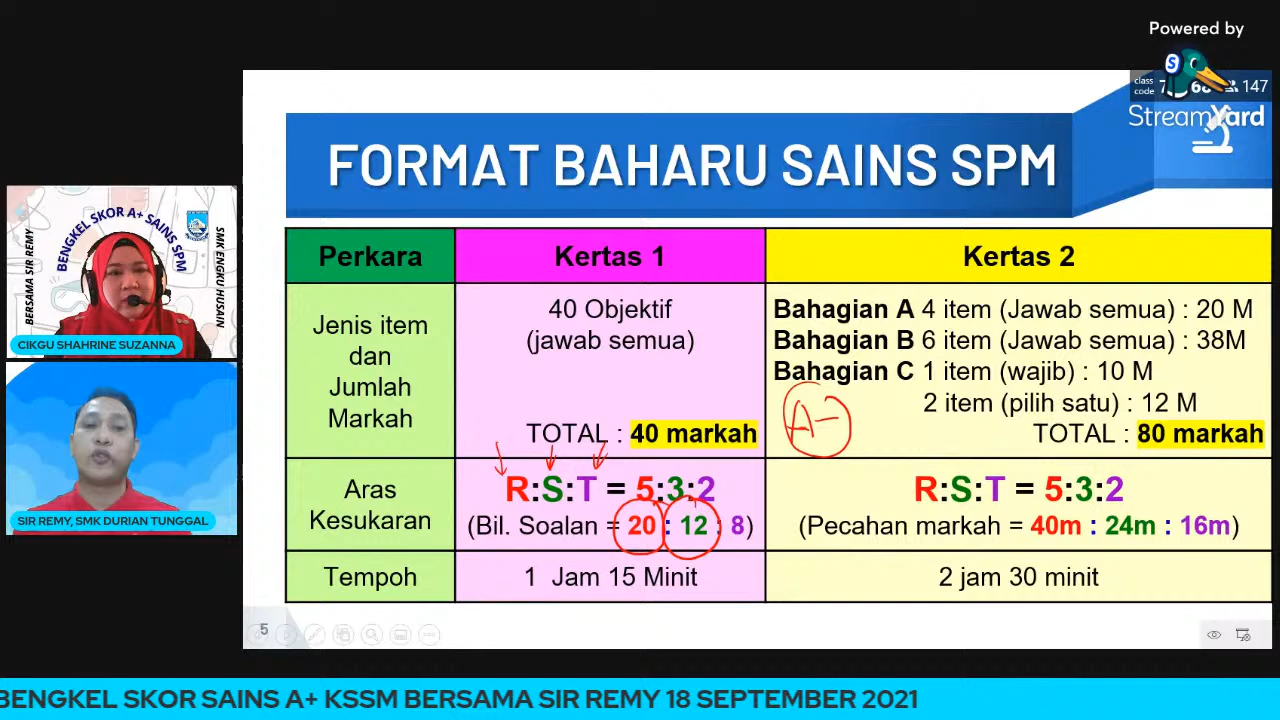 Powered by
StreamYard
class
code
147
FORMAT BAHARU SAINS SPM
BENGKEL SKOR A+ SAINS SPM
BERSAMA SIR REMY
SMK ENGKU HUSAIN
CIKGU SHAHRINE SUZANNA
SIR REMY, SMK DURIAN TUNGGAL
Perkara
Kertas 1
Kertas 2
Jenis item
dan
Jumlah
Markah
40 Objektif
(jawab semua)
TOTAL : 40 markah
Bahagian A 4 item (Jawab semua) : 20 M
Bahagian B 6 item (Jawab semua) : 38M
Bahagian C 1 item (wajib) : 10 M
2 item (pilih satu) : 12 M
A-
TOTAL : 80 markah
Aras
Kesukaran
R:S:T = 5:3:2
(Bil. Soalan = 20 : 12 : 8)
R:S:T = 5:3:2
(Pecahan markah = 40m : 24m : 16m)
Tempoh
1 Jam 15 Minit
2 jam 30 minit
5
BENGKEL SKOR SAINS A+ KSSM BERSAMA SIR REMY 18 SEPTEMBER 2021